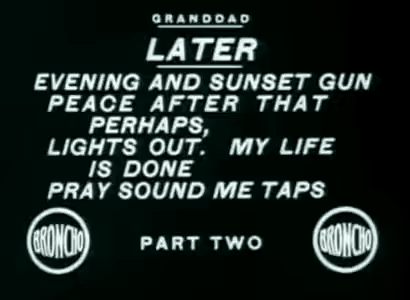 GRANDDAD
LATER
EVENING AND SUNSET GUN
PEACE AFTER THAT
PERHAPS,
LIGHTS OUT. MY LIFE
IS DONE
PRAY SOUND ME TAPS
BRONCHO PART TWO BRONCHO